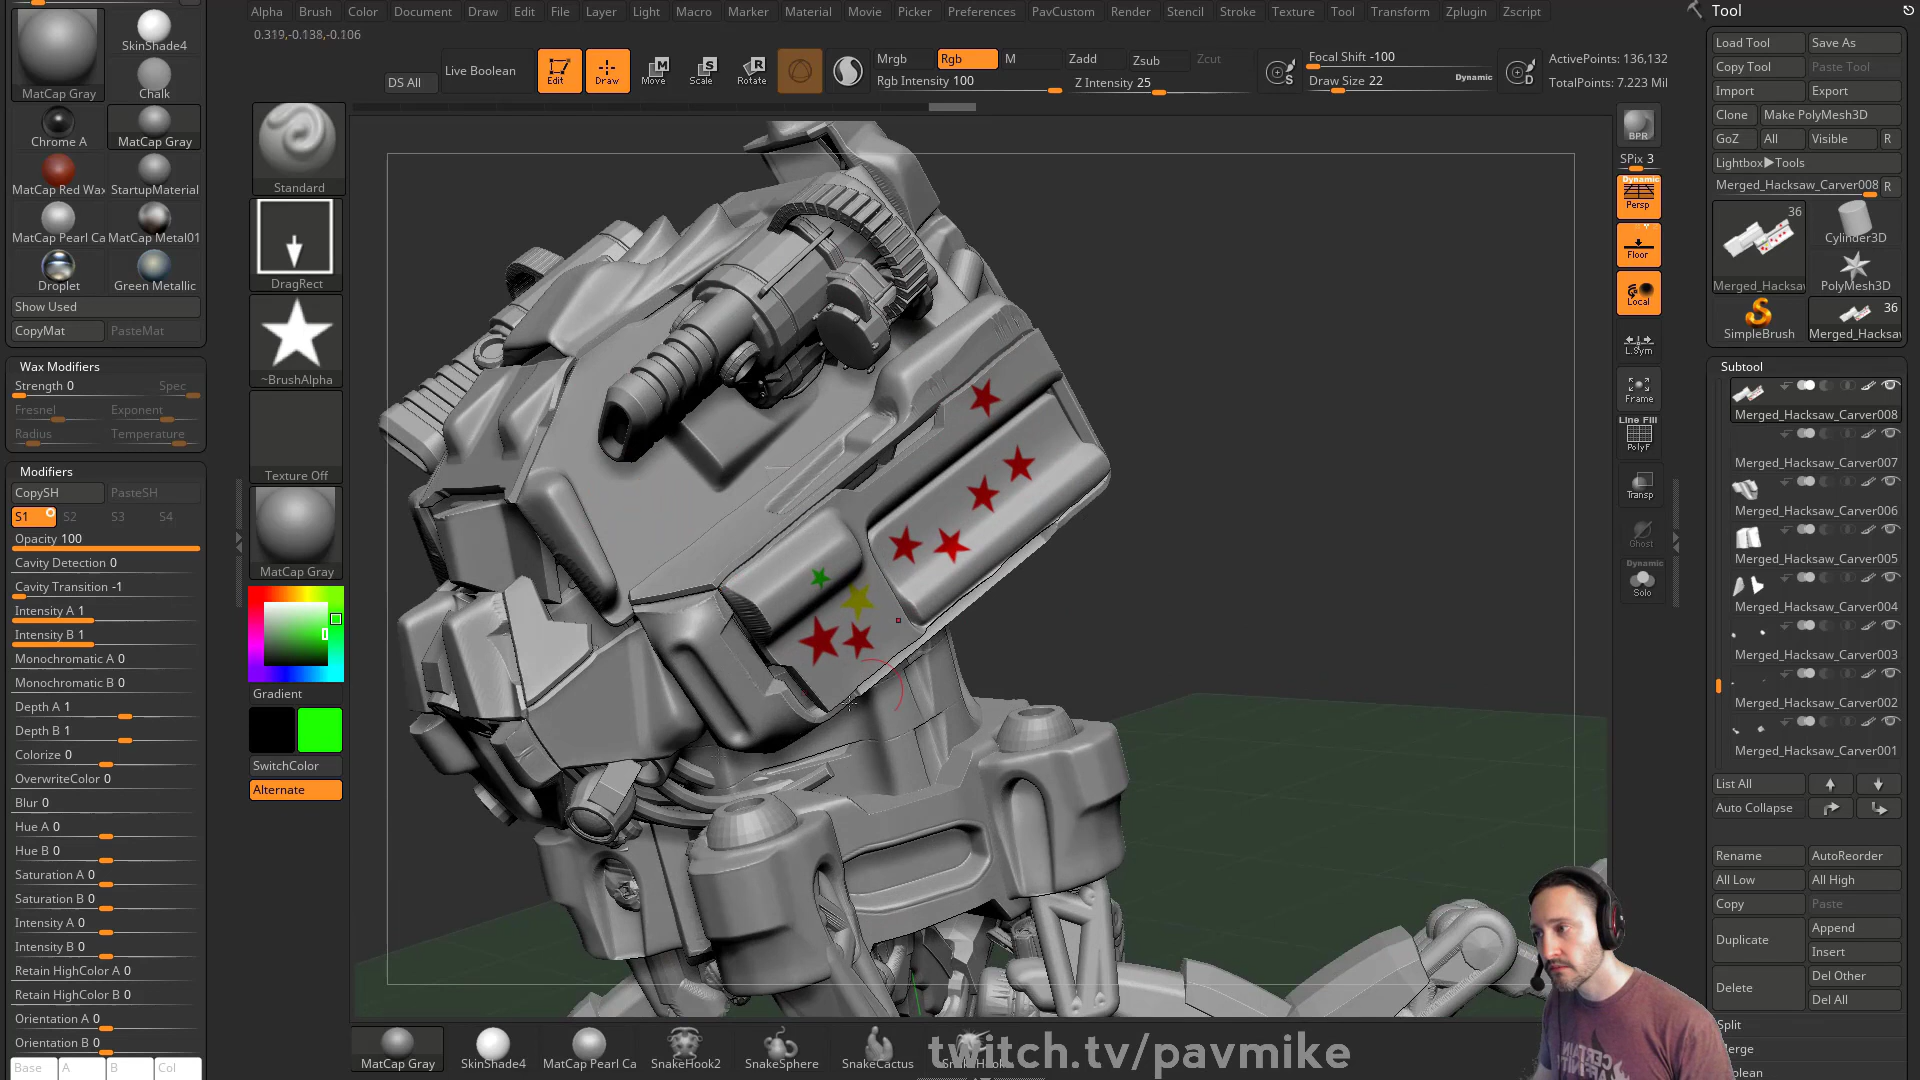 Alpha Brush Color Document Draw Edit File Layer Light Macro Marker Material Movie Picker Preferences PavCustom Render Stencil Stroke Texture Tool Transform Zplugin Zscript
0.319,-0.138,-0.106
DS All
Live Boolean
Edit
Draw
Move
Scale
Rotate
Mrgb Rgb M Zadd Zsub Zcut
Rgb Intensity 100
Z Intensity 25
Focal Shift -100
Draw Size 22
Dynamic
ActivePoints: 136,132
TotalPoints: 7.223 Mil
MatCap Gray
SkinShade4
Chalk
Chrome A
MatCap Gray
MatCap Red Wax
StartupMaterial
MatCap Pearl Ca
MatCap Metal01
Droplet
Green Metallic
Show Used
CopyMat PasteMat
Wax Modifiers
Strength 0 Spec
Fresnel Exponent
Radius Temperature
Modifiers
CopySH PasteSH
S1 S2 S3 S4
Opacity 100
Cavity Detection 0
Cavity Transition -1
Intensity A 1
Intensity B 1
Monochromatic A 0
Monochromatic B 0
Depth A 1
Depth B 1
Colorize 0
OverwriteColor 0
Blur 0
Hue A 0
Hue B 0
Saturation A 0
Saturation B 0
Intensity A 0
Intensity B 0
Retain HighColor A 0
Retain HighColor B 0
Orientation A 0
Orientation B 0
Base A B Col
Standard
DragRect
~BrushAlpha
Texture Off
MatCap Gray
Gradient
SwitchColor
Alternate
MatCap Gray
SkinShade4
MatCap Pearl Ca
SnakeHook2
SnakeSphere
SnakeCactus
twitch.tv/pavmike
BPR
SPix 3
Dynamic
Persp
Floor
Local
L.Sym
Frame
Line Fill
PolyF
Transp
Ghost
Dynamic
Solo
Tool
Load Tool Save As
Copy Tool Paste Tool
Import Export
Clone Make PolyMesh3D
GoZ All Visible R
Lightbox▶Tools
Merged_Hacksaw_Carver008 R
36
Merged_Hacksaw
Cylinder3D
PolyMesh3D
SimpleBrush
36
Merged_Hacksaw
Subtool
Merged_Hacksaw_Carver008
Merged_Hacksaw_Carver007
Merged_Hacksaw_Carver006
Merged_Hacksaw_Carver005
Merged_Hacksaw_Carver004
Merged_Hacksaw_Carver003
Merged_Hacksaw_Carver002
Merged_Hacksaw_Carver001
List All
Auto Collapse
Rename AutoReorder
All Low All High
Copy Paste
Duplicate
Append
Insert
Delete
Del Other
Del All
Split